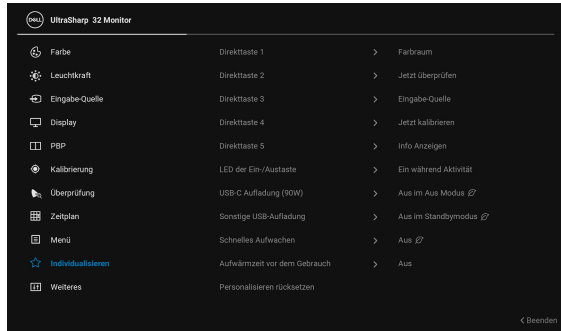 DELL UltraSharp 32 Monitor
Farbe Direkttaste 1 > Farbraum
Leuchtkraft Direkttaste 2 > Jetzt überprüfen
Eingabe-Quelle Direkttaste 3 > Eingabe-Quelle
Display Direkttaste 4 > Jetzt kalibrieren
PBP Direkttaste 5 > Info Anzeigen
Kalibrierung LED der Ein-/Austaste > Ein während Aktivität
Überprüfung USB-C Aufladung (90W) > Aus im Aus Modus
Zeitplan Sonstige USB-Aufladung > Aus im Standbymodus
Menü Schnelles Aufwachen > Aus
Individualisieren Aufwärmzeit vor dem Gebrauch > Aus
Weiteres Personalisieren rücksetzen
< Beenden